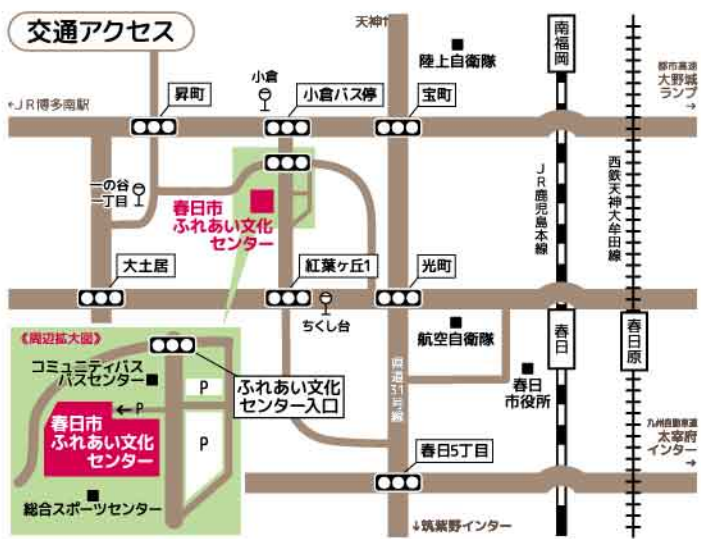 交通アクセス
天神↑
陸上自衛隊
南福岡
都市高速
大野城
ランプ
→
小倉
←JR博多南駅
昇町
小倉バス停
宝町
一の谷
一丁目
春日市
ふれあい文化
センター
JR鹿児島本線
西鉄天神大牟田線
大土居
紅葉ヶ丘1
光町
ちくし台
航空自衛隊
春日
春日原
春日
市役所
県道31号線
《周辺拡大図》
コミュニティバス
バスセンター
P
ふれあい文化
センター入口
←P
春日市
ふれあい文化
センター
P
総合スポーツセンター
春日5丁目
九州自動車道
太宰府
インター
→
↓筑紫野インター